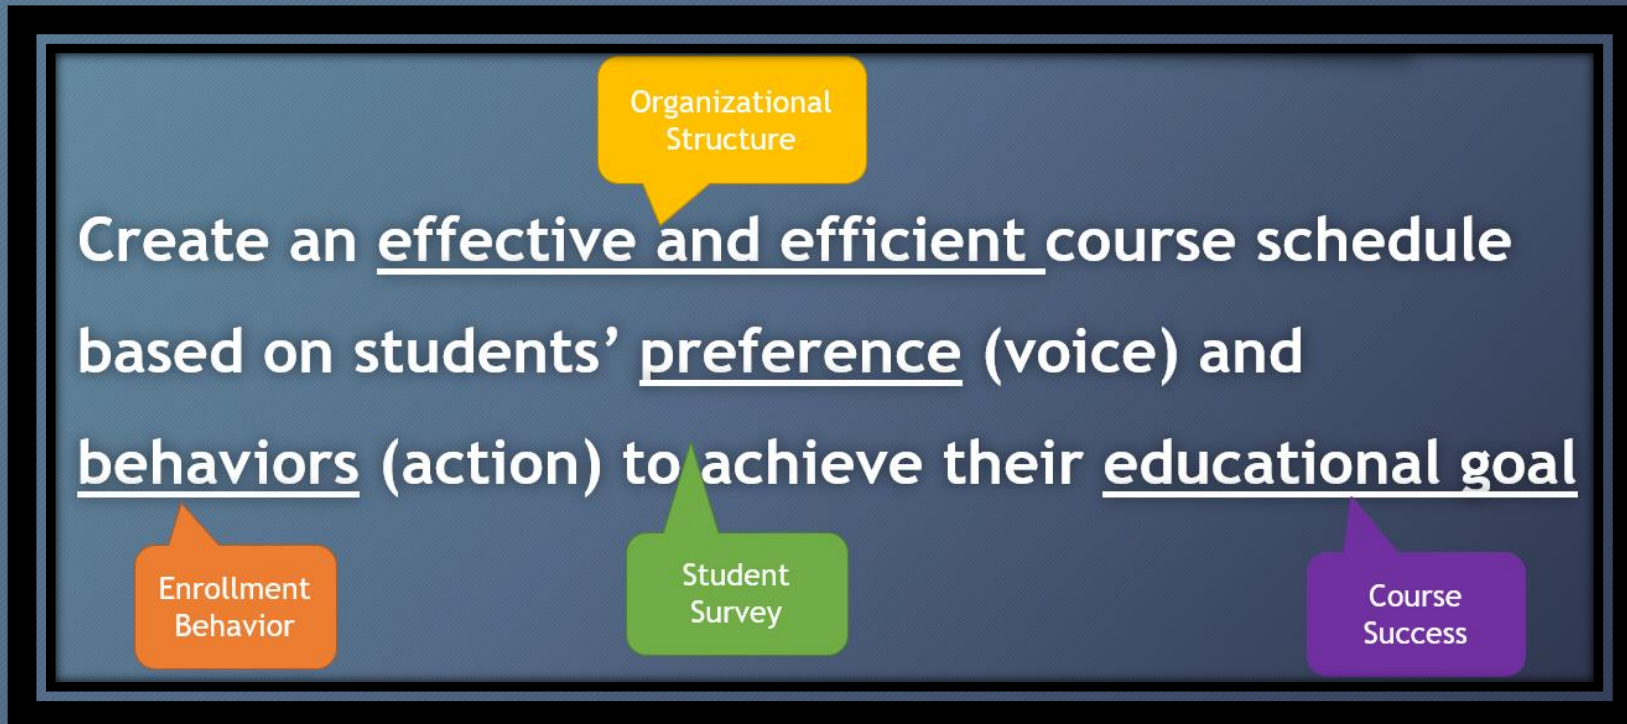 Organizational
Structure
Create an effective and efficient course schedule
based on students’ preference (voice) and
behaviors (action) to achieve their educational goal
Enrollment
Behavior
Student
Survey
Course
Success